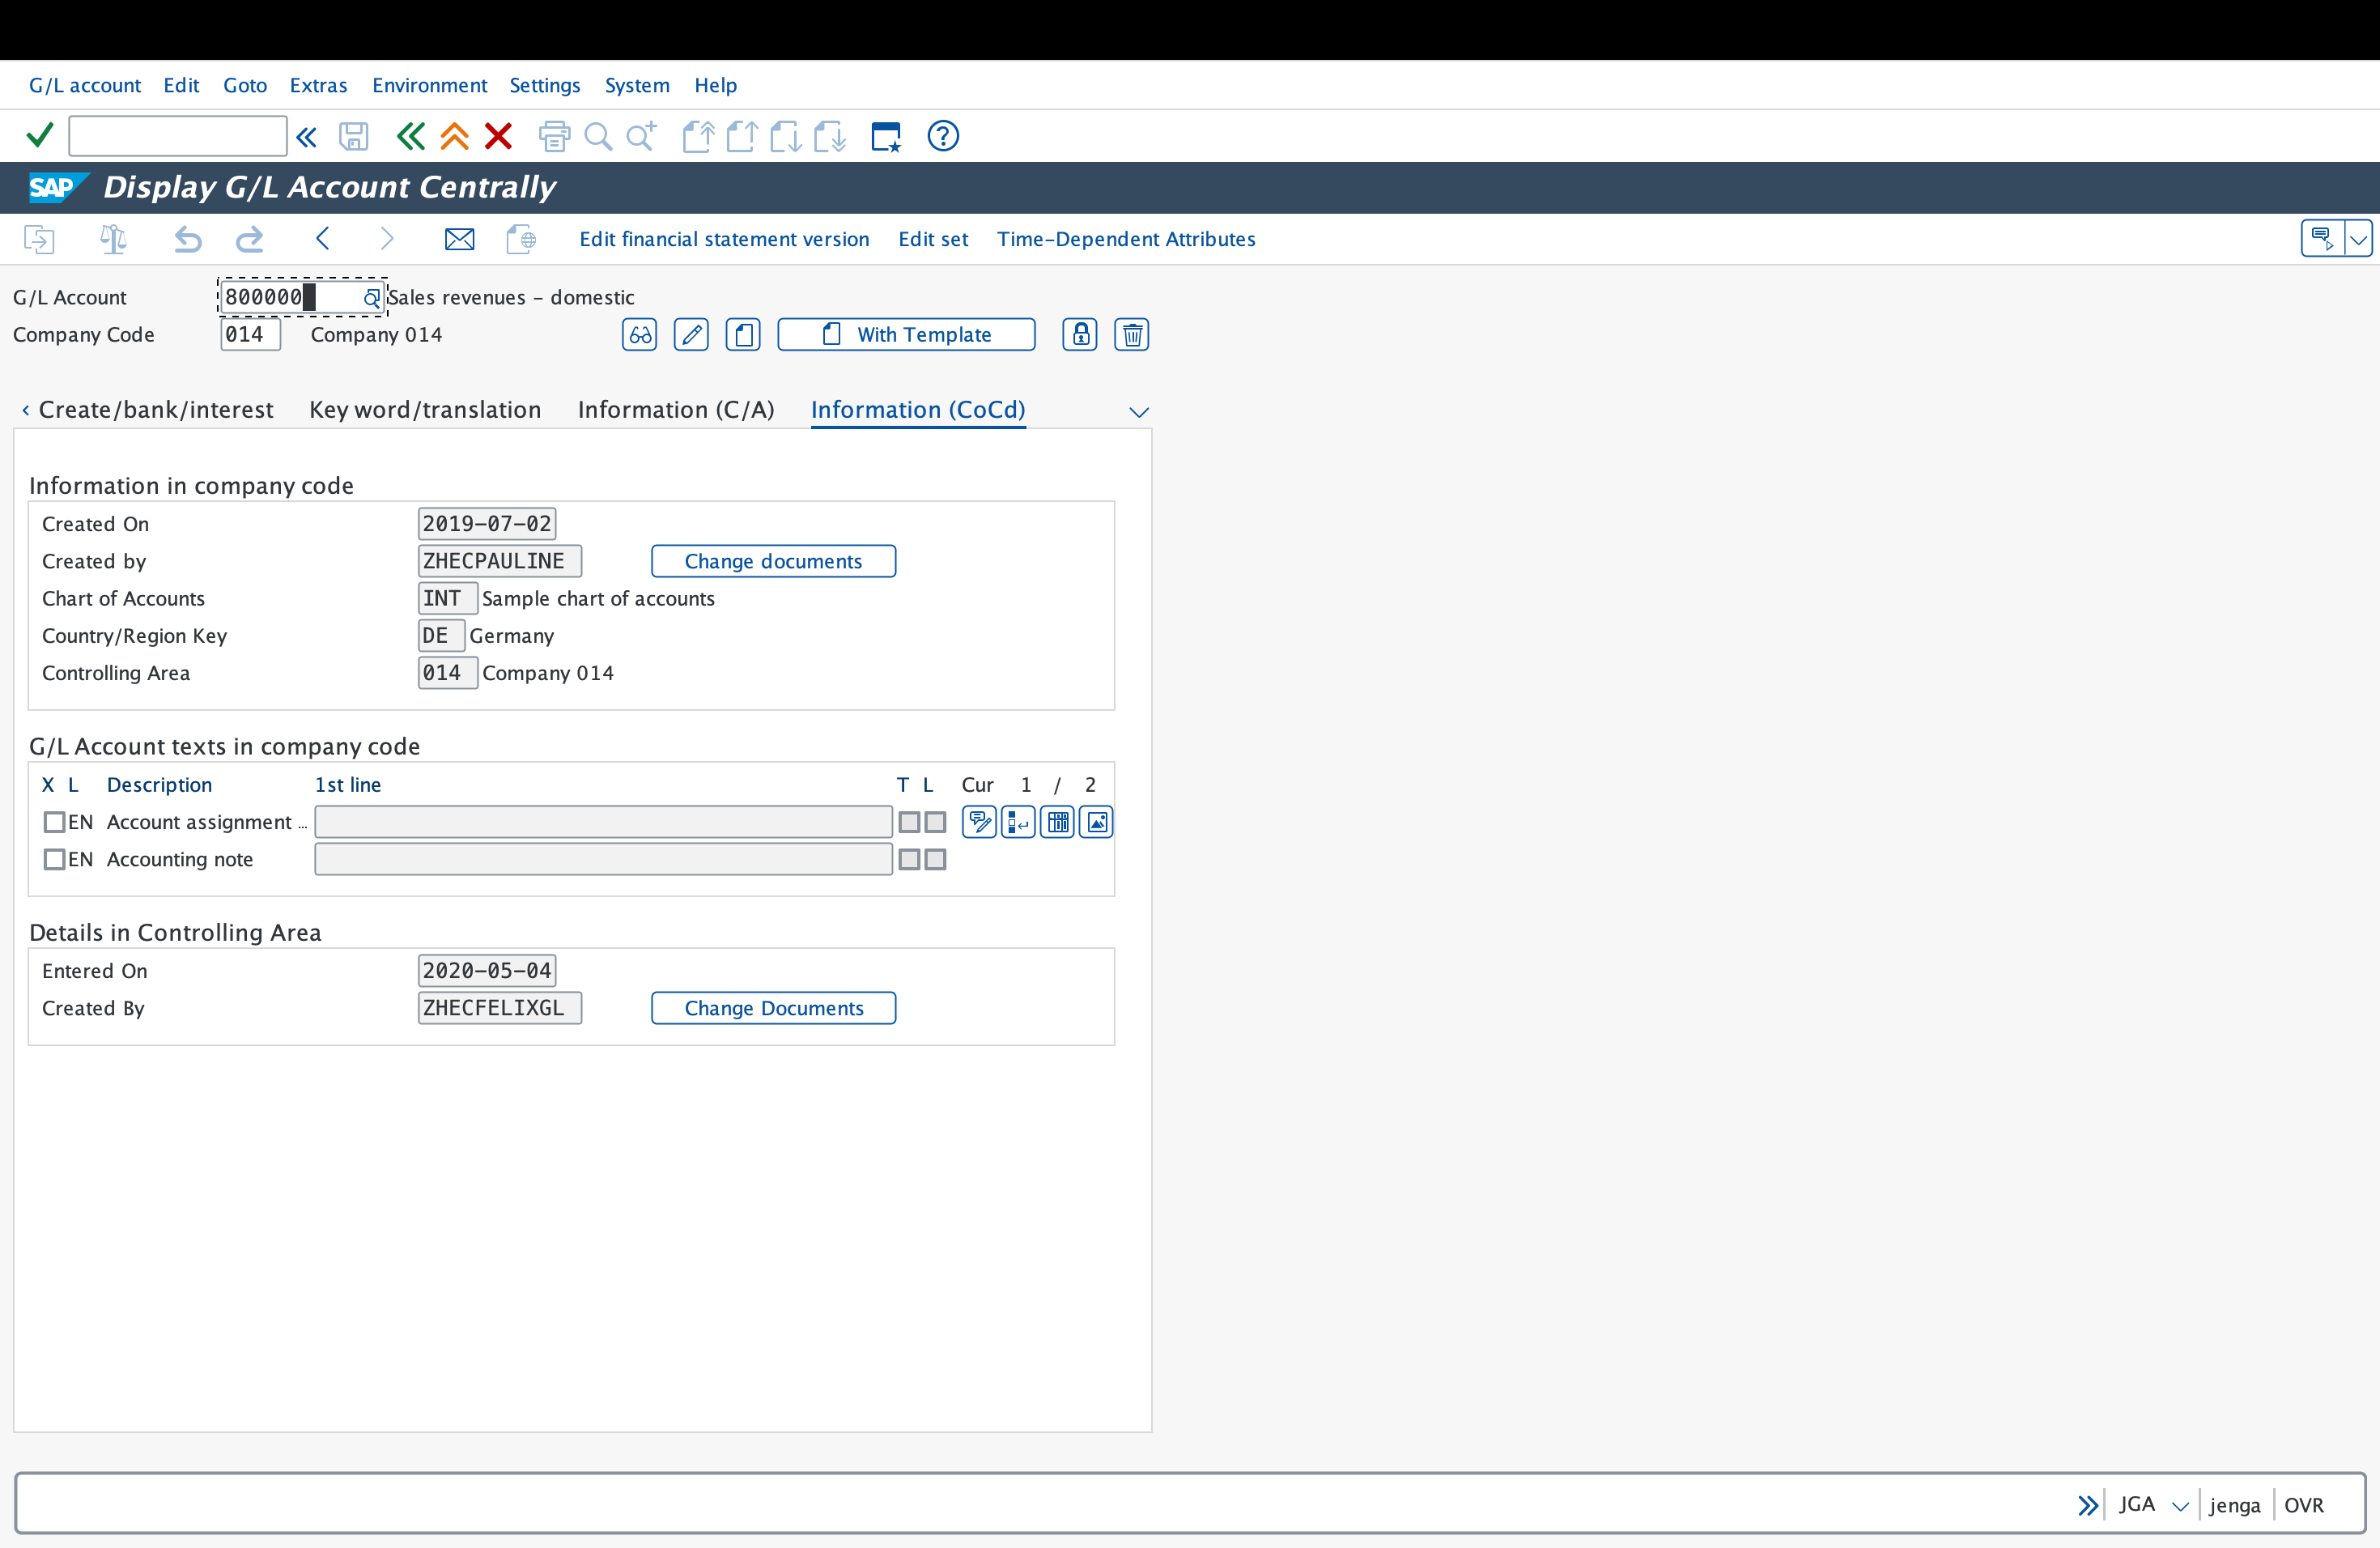 G/L account Edit Goto Extras Environment Settings System Help
SAP Display G/L Account Centrally
Edit financial statement version Edit set Time-Dependent Attributes
G/L Account 800000 Sales revenues - domestic
Company Code 014 Company 014 With Template
Create/bank/interest Key word/translation Information (C/A) Information (CoCd)
Information in company code
Created On 2019-07-02
Created by ZHECPAULINE Change documents
Chart of Accounts INT Sample chart of accounts
Country/Region Key DE Germany
Controlling Area 014 Company 014
G/L Account texts in company code
X L Description 1st line T L Cur 1 / 2
EN Account assignment ...
EN Accounting note
Details in Controlling Area
Entered On 2020-05-04
Created By ZHECFELIXGL Change Documents
JGA jenga OVR